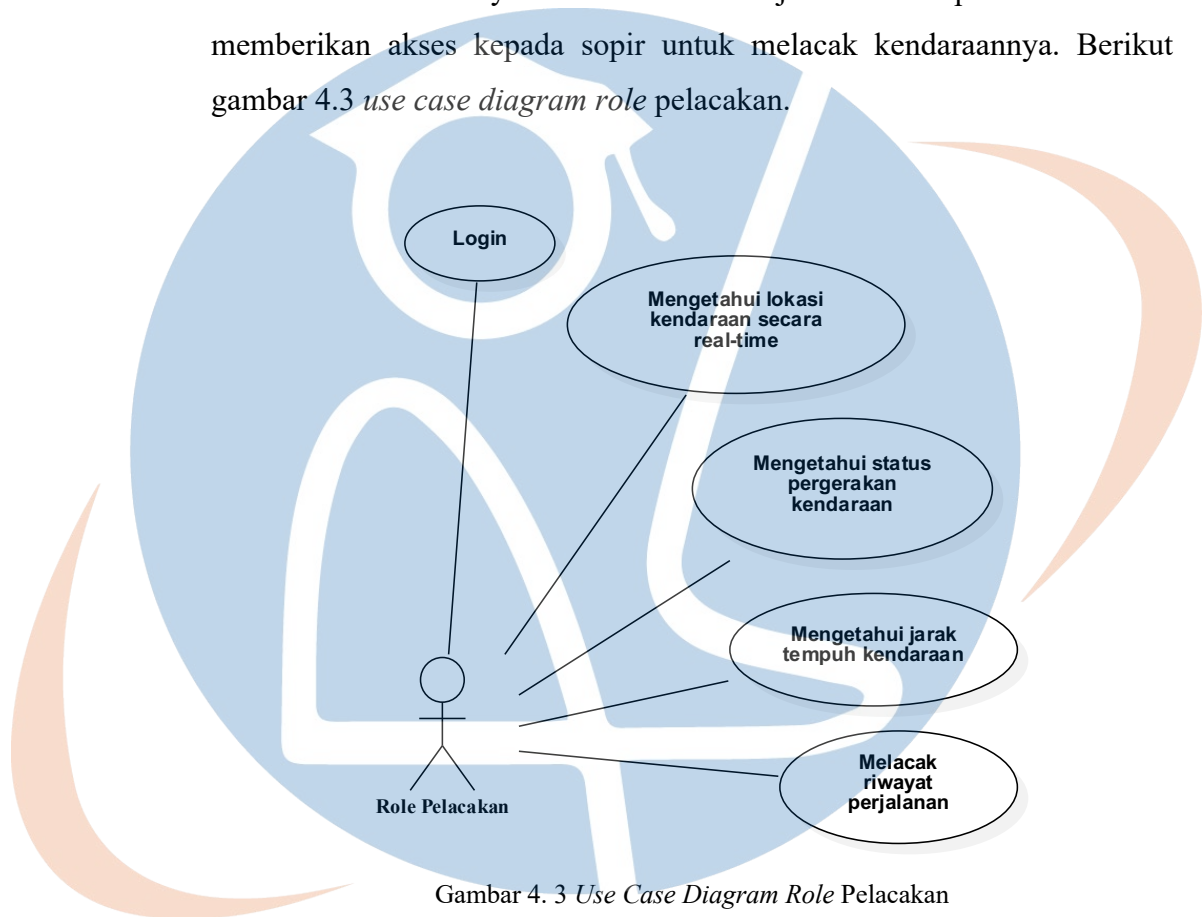 memberikan akses kepada sopir untuk melacak kendaraannya. Berikut
gambar 4.3 use case diagram role pelacakan.
Login
Mengetahui lokasi
kendaraan secara
real-time
Mengetahui status
pergerakan
kendaraan
Mengetahui jarak
tempuh kendaraan
Melacak
riwayat
perjalanan
Role Pelacakan
Gambar 4. 3 Use Case Diagram Role Pelacakan